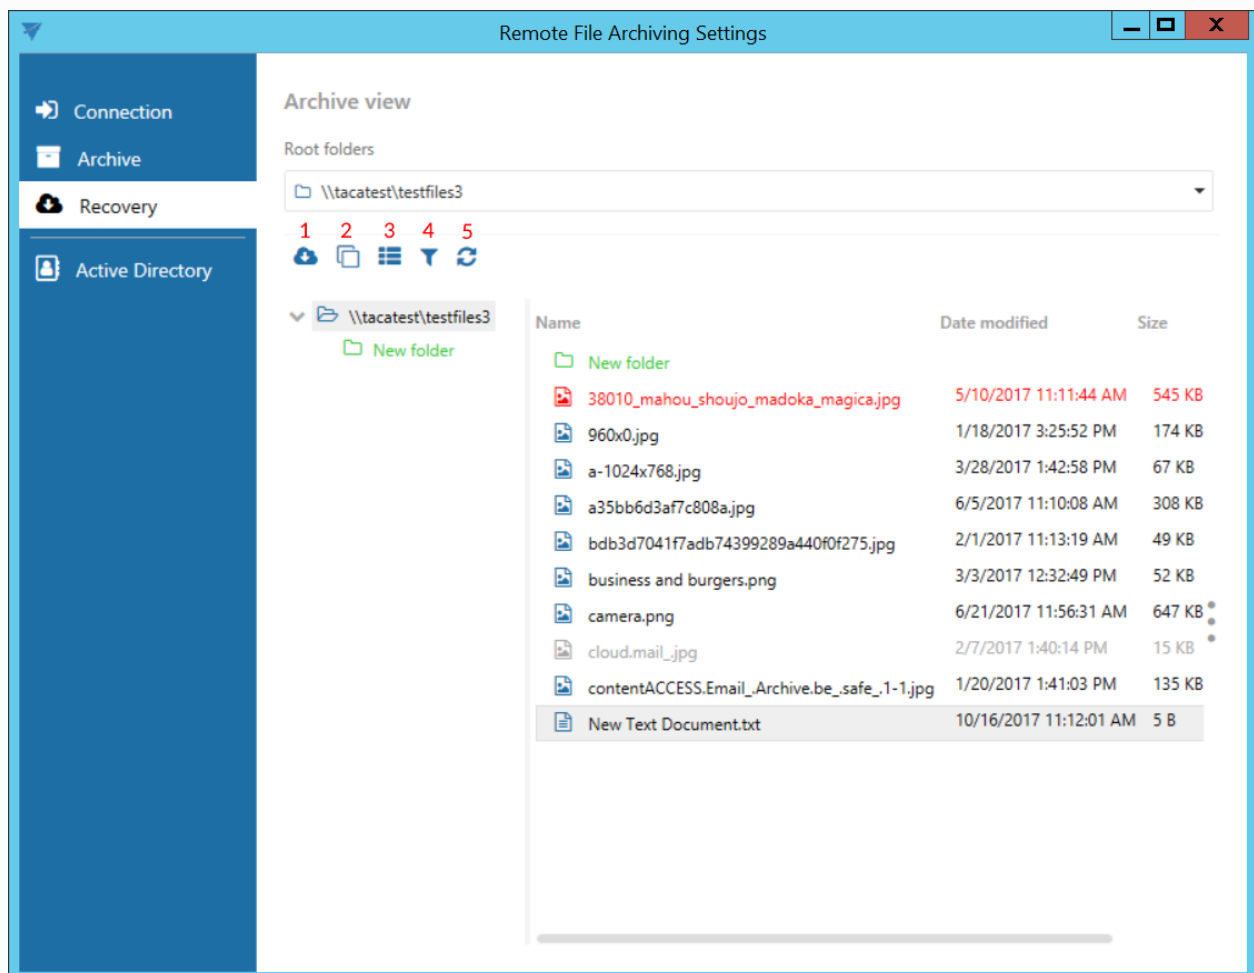 Remote File Archiving Settings
Connection
Archive
Recovery
Active Directory
Archive view
Root folders
\\tacatest\testfiles3
1 2 3 4 5
\\tacatest\testfiles3
New folder
Name Date modified Size
New folder
38010_mahou_shoujo_madoka_magica.jpg 5/10/2017 11:11:44 AM 545 KB
960x0.jpg 1/18/2017 3:25:52 PM 174 KB
a-1024x768.jpg 3/28/2017 1:42:58 PM 67 KB
a35bb6d3af7c808a.jpg 6/5/2017 11:10:08 AM 308 KB
bdb3d7041f7adb74399289a440f0f275.jpg 2/1/2017 11:13:19 AM 49 KB
business and burgers.png 3/3/2017 12:32:49 PM 52 KB
camera.png 6/21/2017 11:56:31 AM 647 KB
cloud.mail_.jpg 2/7/2017 1:40:14 PM 15 KB
contentACCESS.Email_.Archive.be_.safe_.1-1.jpg 1/20/2017 1:41:03 PM 135 KB
New Text Document.txt 10/16/2017 11:12:01 AM 5 B